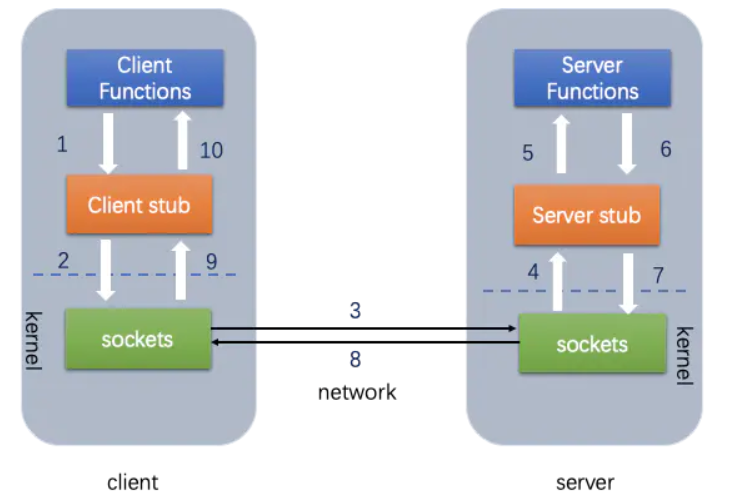 Client
Functions
1
10
Client stub
2
9
sockets
kernel
3
8
network
Server
Functions
5
6
Server stub
4
7
sockets
kernel
client
server